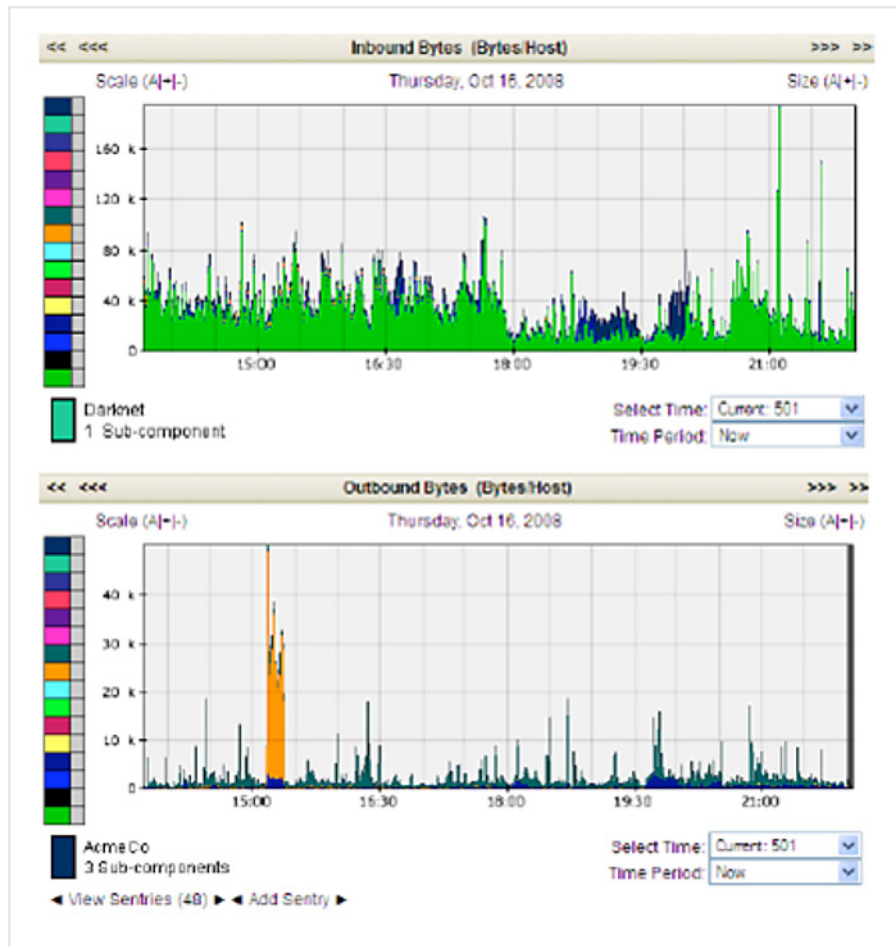 << <<< Inbound Bytes (Bytes/Host) >>> >>
Scale (A|+|-) Thursday, Oct 16, 2008 Size (A|+|-)
160 k
120 k
80 k
40 k
0
15:00 16:30 18:00 19:30 21:00
Darknet
1 Sub-component
Select Time: Current: 501
Time Period: Now
<< <<< Outbound Bytes (Bytes/Host) >>> >>
Scale (A|+|-) Thursday, Oct 16, 2008 Size (A|+|-)
40 k
30 k
20 k
10 k
0
15:00 16:30 18:00 19:30 21:00
AcmeCo
3 Sub-components
Select Time: Current: 501
Time Period: Now
◄ View Sentries (48) ► ◄ Add Sentry ►